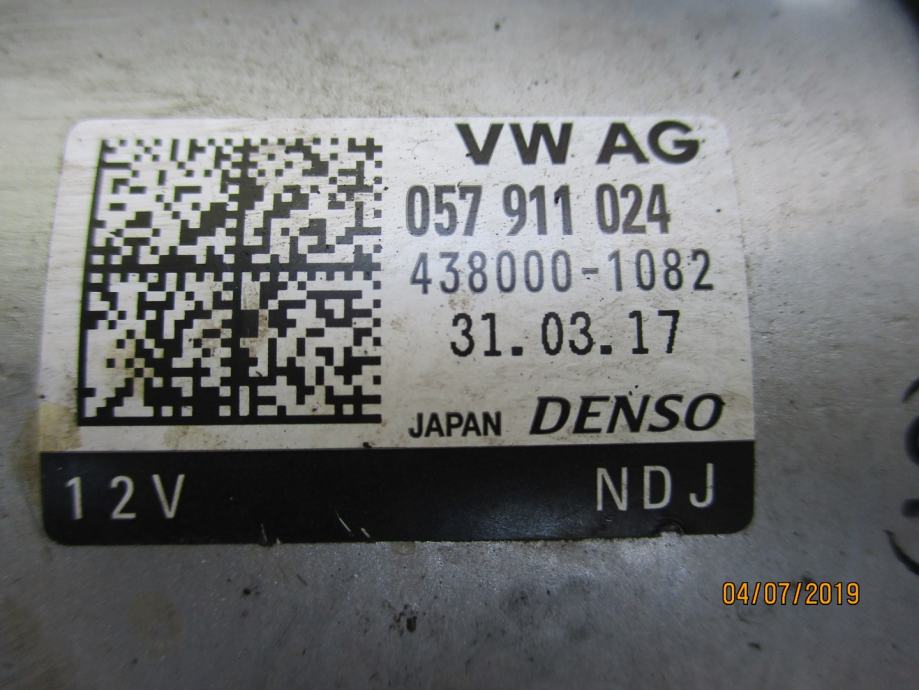 VW AG
057 911 024
438000-1082
31.03.17
JAPAN DENSO
12V NDJ
04/07/2019